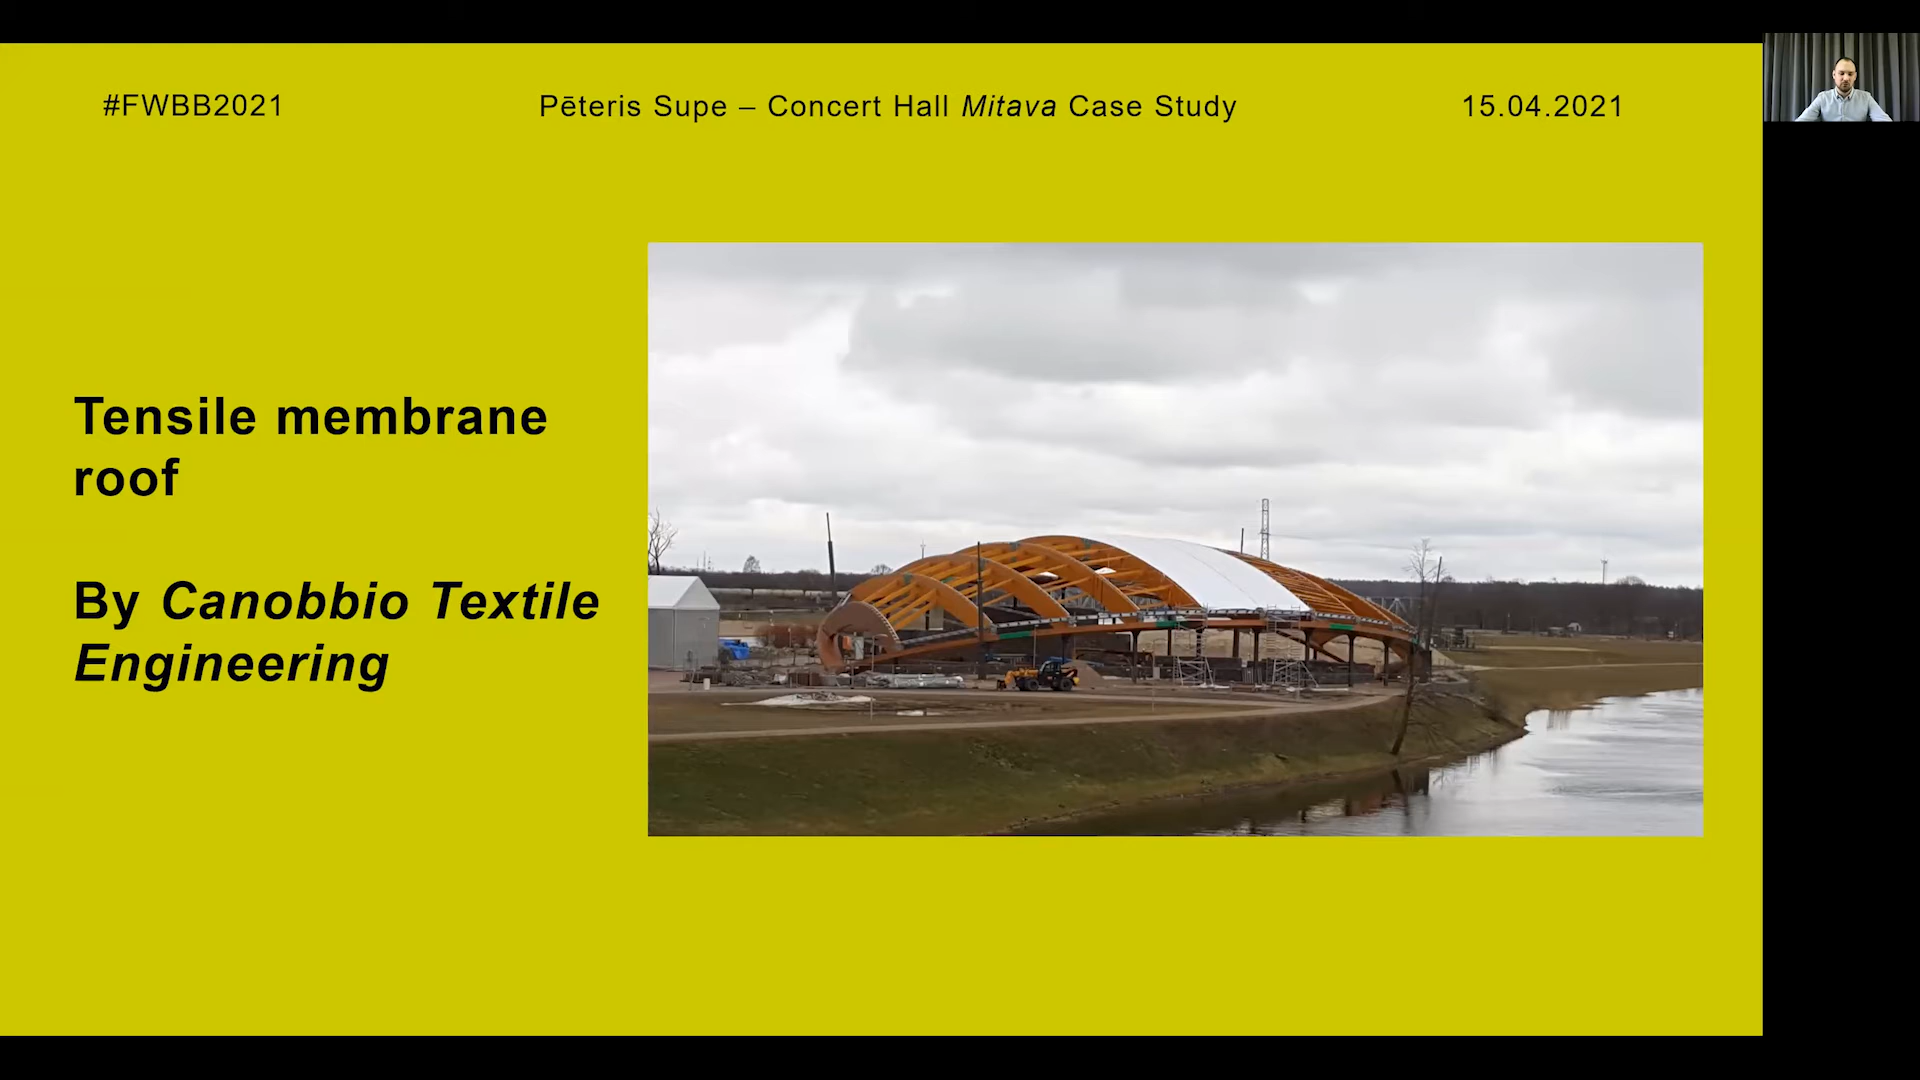 #FWBB2021
Pēteris Supe – Concert Hall Mitava Case Study
15.04.2021
Tensile membrane
roof
By Canobbio Textile
Engineering